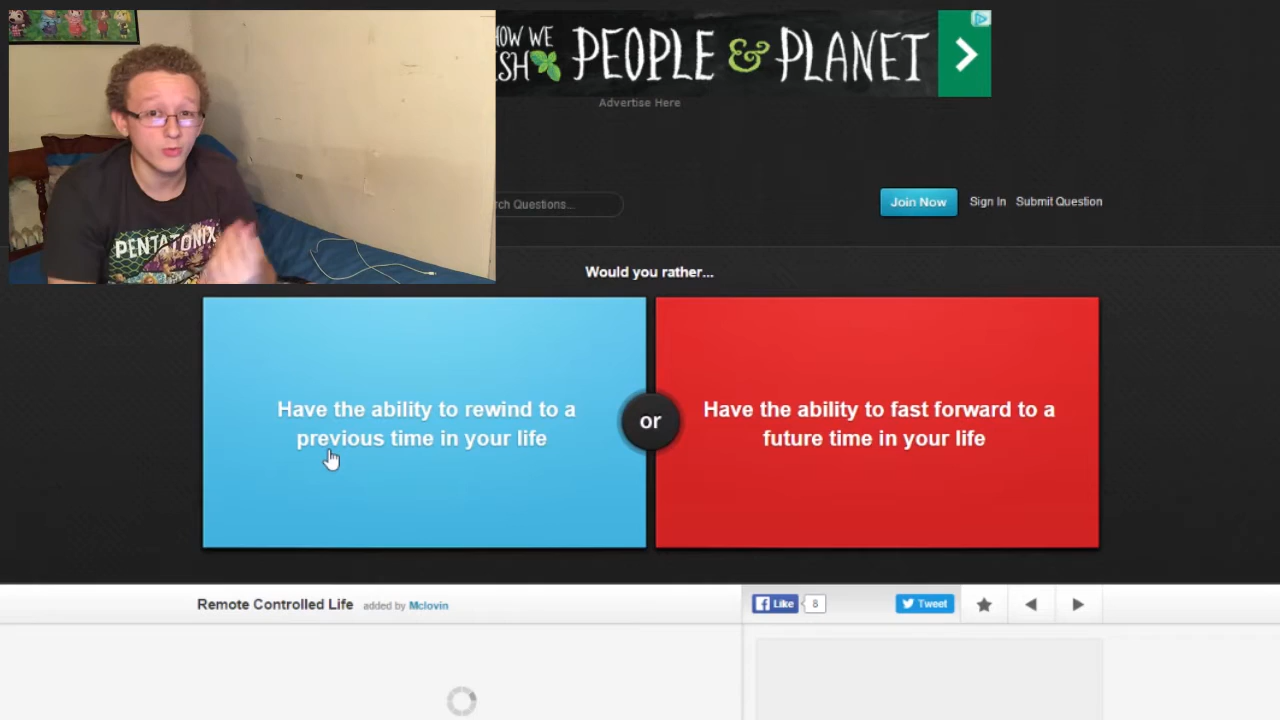 HOW WE
SH PEOPLE & PLANET
Advertise Here
PENTATONIX
rch Questions...
Join Now Sign In Submit Question
Would you rather...
Have the ability to rewind to a
previous time in your life
or
Have the ability to fast forward to a
future time in your life
Remote Controlled Life added by Mclovin
Like 8
Tweet